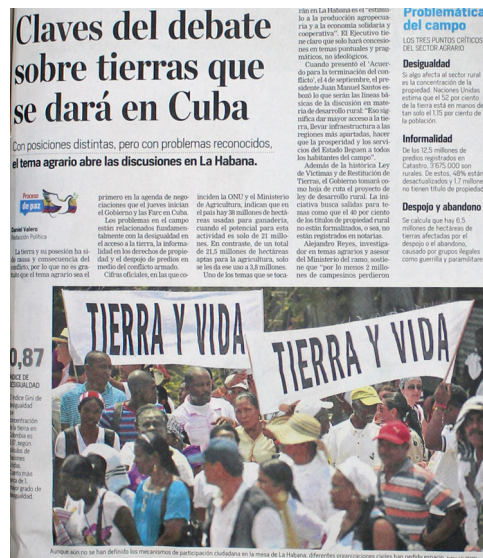 Claves del debate
sobre tierras que
se dará en Cuba
Con posiciones distintas, pero con problemas reconocidos,
el tema agrario abre las discusiones en La Habana.
Proceso
de paz
Daniel Valero
Redacción Política
La tierra y su posesión ha si-
causa y consecuencia del
conflicto, por lo que no es gra-
que el tema agrario sea el
primero en la agenda de nego-
ciaciones que el jueves inician
el Gobierno y las Farc en Cuba.
Los problemas en el campo
están relacionados fundamen-
talmente con la desigualdad en
el acceso a la tierra, la informa-
lidad en los derechos de propie-
dad y el despojo de predios en
medio del conflicto armado.
Cifras oficiales, en las que co-
inciden la ONU y el Ministerio
de Agricultura, indican que en
el país hay 38 millones de hectá-
reas usadas para ganadería,
cuando el potencial para esta
actividad es solo de 21 millo-
nes. En contraste, de un total
de 21,5 millones de hectáreas
aptas para la agricultura, solo
se les da ese uso a 3,8 millones.
Uno de los temas que se toca-
rán en La Habana es el "estímu-
lo a la producción agropecua-
ria y a la economía solidaria y
cooperativa". El Ejecutivo tie-
ne claro que solo hará concesio-
nes en temas puntuales y prag-
máticos, no ideológicos.
Cuando presentó el 'Acuer-
do para la terminación del con-
flicto', el 4 de septiembre, el pre-
sidente Juan Manuel Santos es-
bozó lo que serán las líneas bási-
cas de la discusión en mate-
ria de desarrollo rural: "Eso sig-
nifica dar mayor acceso a la tie-
rra, llevar infraestructura a las
regiones más apartadas, hacer
que la prosperidad y los servi-
cios del Estado lleguen a todos
los habitantes del campo".
Además de la histórica Ley
de Víctimas y de Restitución de
Tierras, el Gobierno tomará co-
mo hoja de ruta el proyecto de
ley de desarrollo rural. La ini-
ciativa busca salidas para te-
mas como que el 40 por ciento
de los títulos de propiedad rural
no están formalizados, o sea, no
están registrados en notarías.
Alejandro Reyes, investiga-
dor en temas agrarios y asesor
del Ministerio del ramo, sostie-
ne que "por lo menos 2 millo-
nes de campesinos perdieron
Problemática
del campo
LOS TRES PUNTOS CRÍTICOS
DEL SECTOR AGRARIO
Desigualdad
Si algo afecta al sector rural
es la concentración de la
propiedad. Naciones Unidas
estima que el 52 por ciento
de la tierra está en manos de
tan solo el 1,15 por ciento de
la población.
Informalidad
De los 12,5 millones de
predios registrados en
Catastro, 3'675.000 son
rurales. De estos, 48% están
desactualizados y 1,7 millones
no tienen título de propiedad
Despojo y abandono
Se calcula que hay 6,5
millones de hectáreas de
tierras afectadas por el
despojo o el abandono,
causado por grupos ilegales
como guerrilla y paramilitares
0,87
ÍNDICE DE
DESIGUALDAD
TIERRA Y VIDA
TIERRA Y VIDA
Aunque aún no se han definido los mecanismos de participación ciudadana en la mesa de La Habana, diferentes organizaciones civiles han pedido espacio.